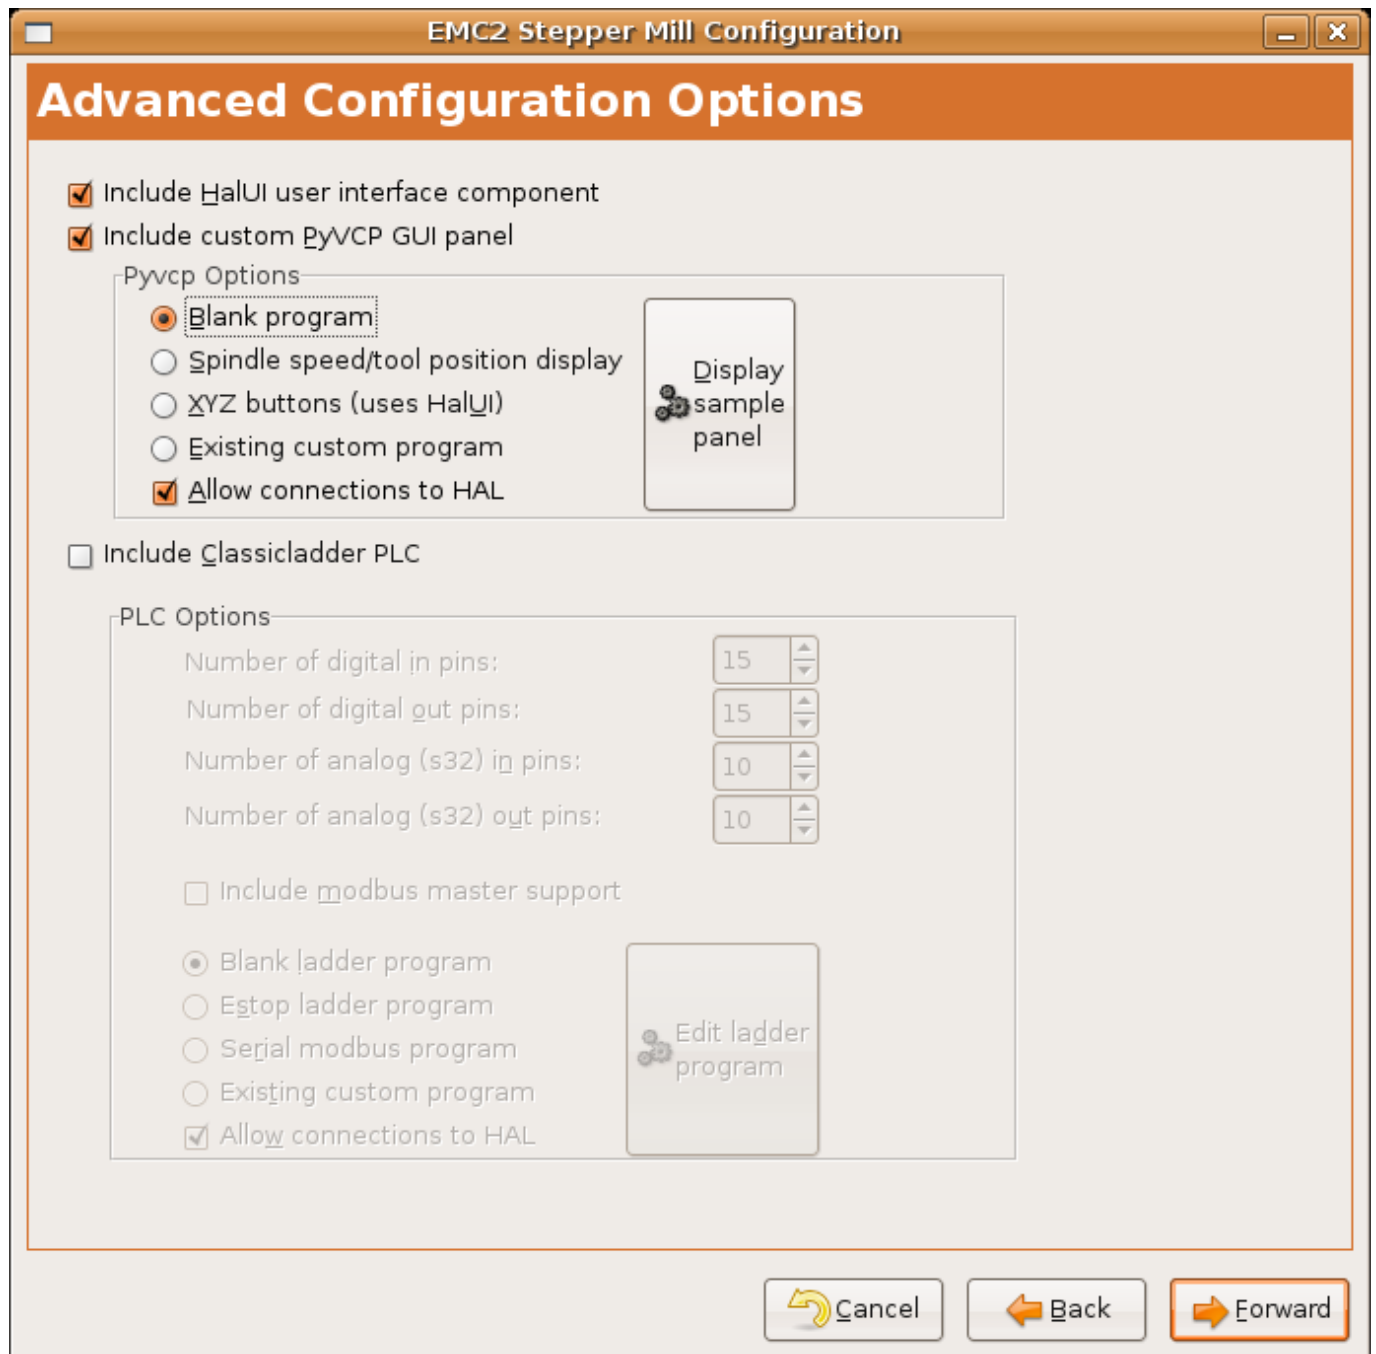 EMC2 Stepper Mill Configuration
Advanced Configuration Options
Include HalUI user interface component
Include custom PyVCP GUI panel
Pyvcp Options
Blank program
Spindle speed/tool position display
XYZ buttons (uses HalUI)
Existing custom program
Allow connections to HAL
Display
sample
panel
Include Classicladder PLC
PLC Options
Number of digital in pins: 15
Number of digital out pins: 15
Number of analog (s32) in pins: 10
Number of analog (s32) out pins: 10
Include modbus master support
Blank ladder program
Estop ladder program
Serial modbus program
Existing custom program
Allow connections to HAL
Edit ladder
program
Cancel Back Forward